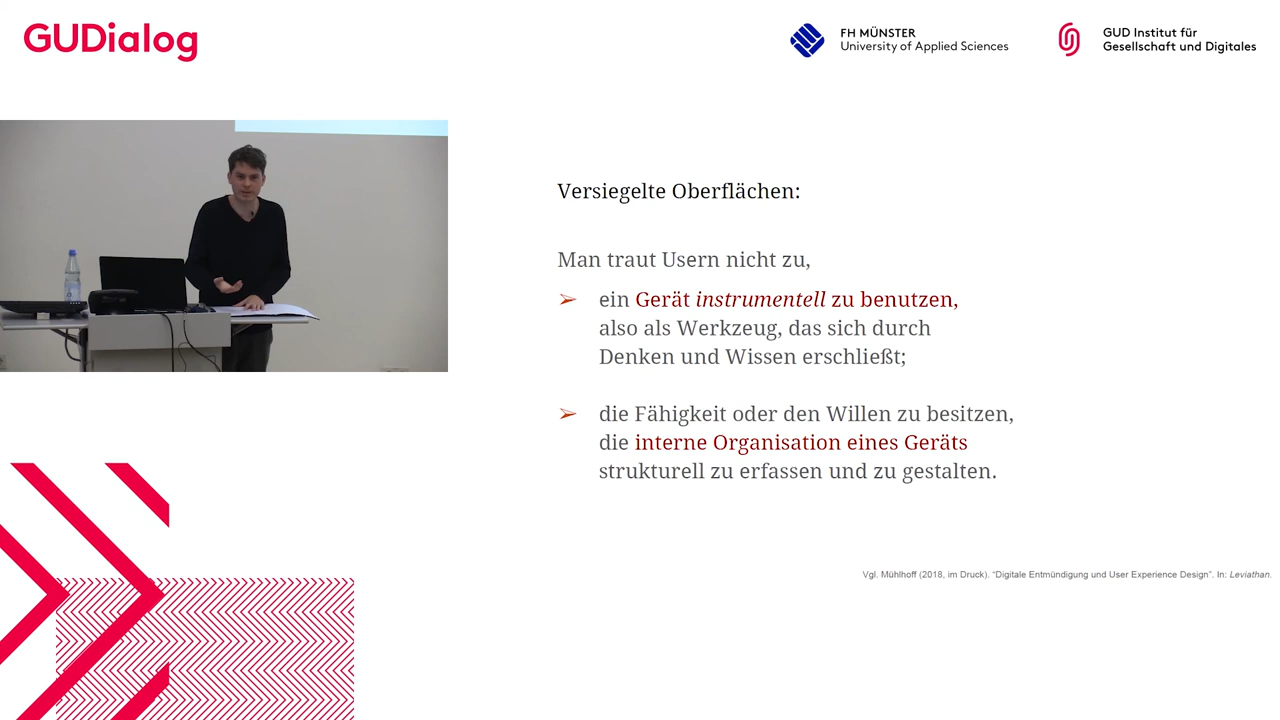 GUDialog
FH MÜNSTER
University of Applied Sciences
GUD Institut für
Gesellschaft und Digitales
Versiegelte Oberflächen:
Man traut Usern nicht zu,
➢ ein Gerät instrumentell zu benutzen,
also als Werkzeug, das sich durch
Denken und Wissen erschließt;
➢ die Fähigkeit oder den Willen zu besitzen,
die interne Organisation eines Geräts
strukturell zu erfassen und zu gestalten.
Vgl. Mühlhoff (2018, im Druck). “Digitale Entmündigung und User Experience Design”. In: Leviathan.